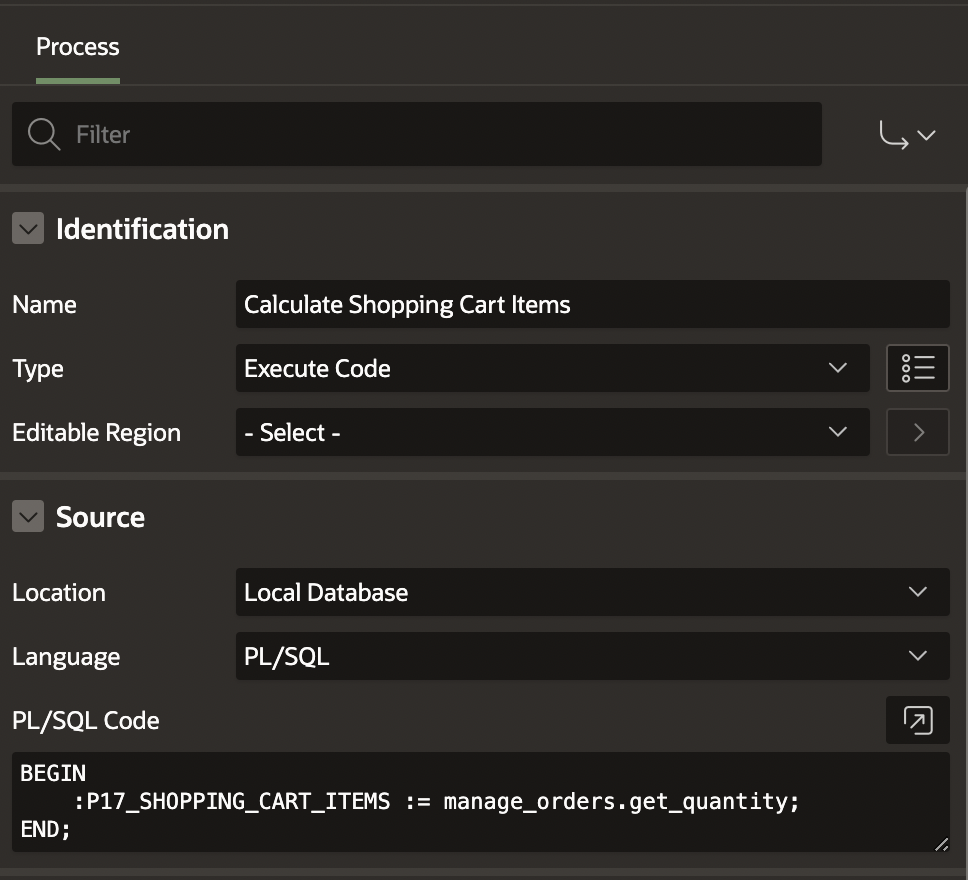 Process
Filter
Identification
Name Calculate Shopping Cart Items
Type Execute Code
Editable Region - Select -
Source
Location Local Database
Language PL/SQL
PL/SQL Code
BEGIN
    :P17_SHOPPING_CART_ITEMS := manage_orders.get_quantity;
END;